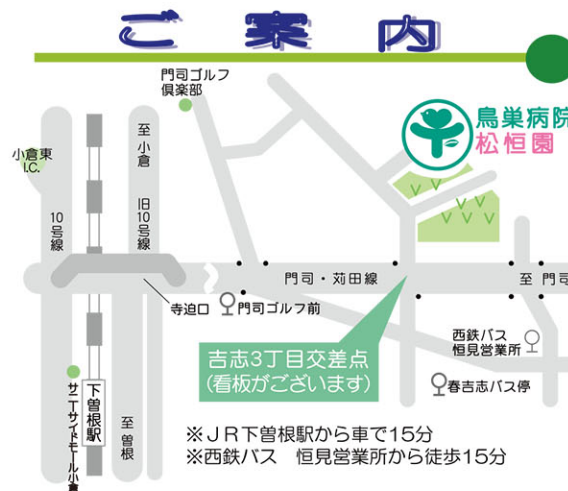 ご案内
門司ゴルフ
倶楽部
鳥巣病院
松恒園
至小倉
小倉東
I.C.
10号線
旧10号線
門司・苅田線
至門司
寺迫口
門司ゴルフ前
吉志3丁目交差点
(看板がございます)
西鉄バス
恒見営業所
春吉志バス停
下曽根駅
サニーサイドモール小倉
至曽根
※JR下曽根駅から車で15分
※西鉄バス 恒見営業所から徒歩15分